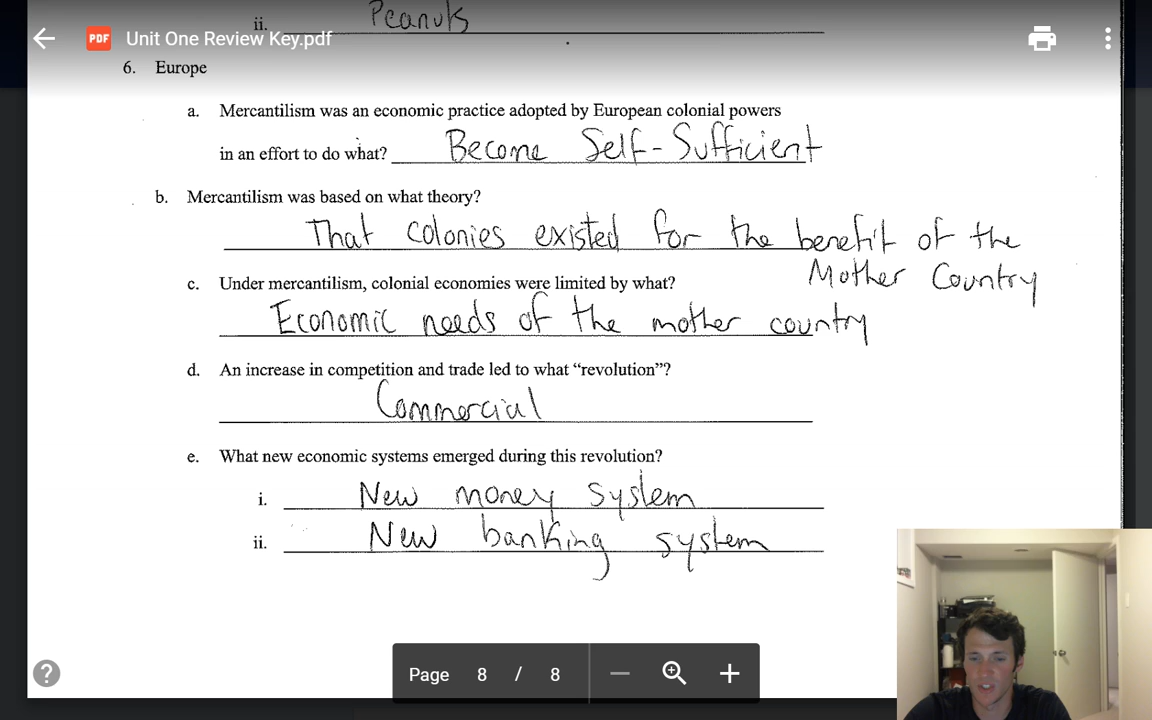 ii. Peanuts
PDF Unit One Review Key.pdf
6. Europe
a. Mercantilism was an economic practice adopted by European colonial powers
in an effort to do what? Become Self-Sufficient
b. Mercantilism was based on what theory?
That colonies existed for the benefit of the
Mother Country
c. Under mercantilism, colonial economies were limited by what?
Economic needs of the mother country
d. An increase in competition and trade led to what “revolution”?
Commercial
e. What new economic systems emerged during this revolution?
i. New money system
ii. New banking system
Page 8 / 8